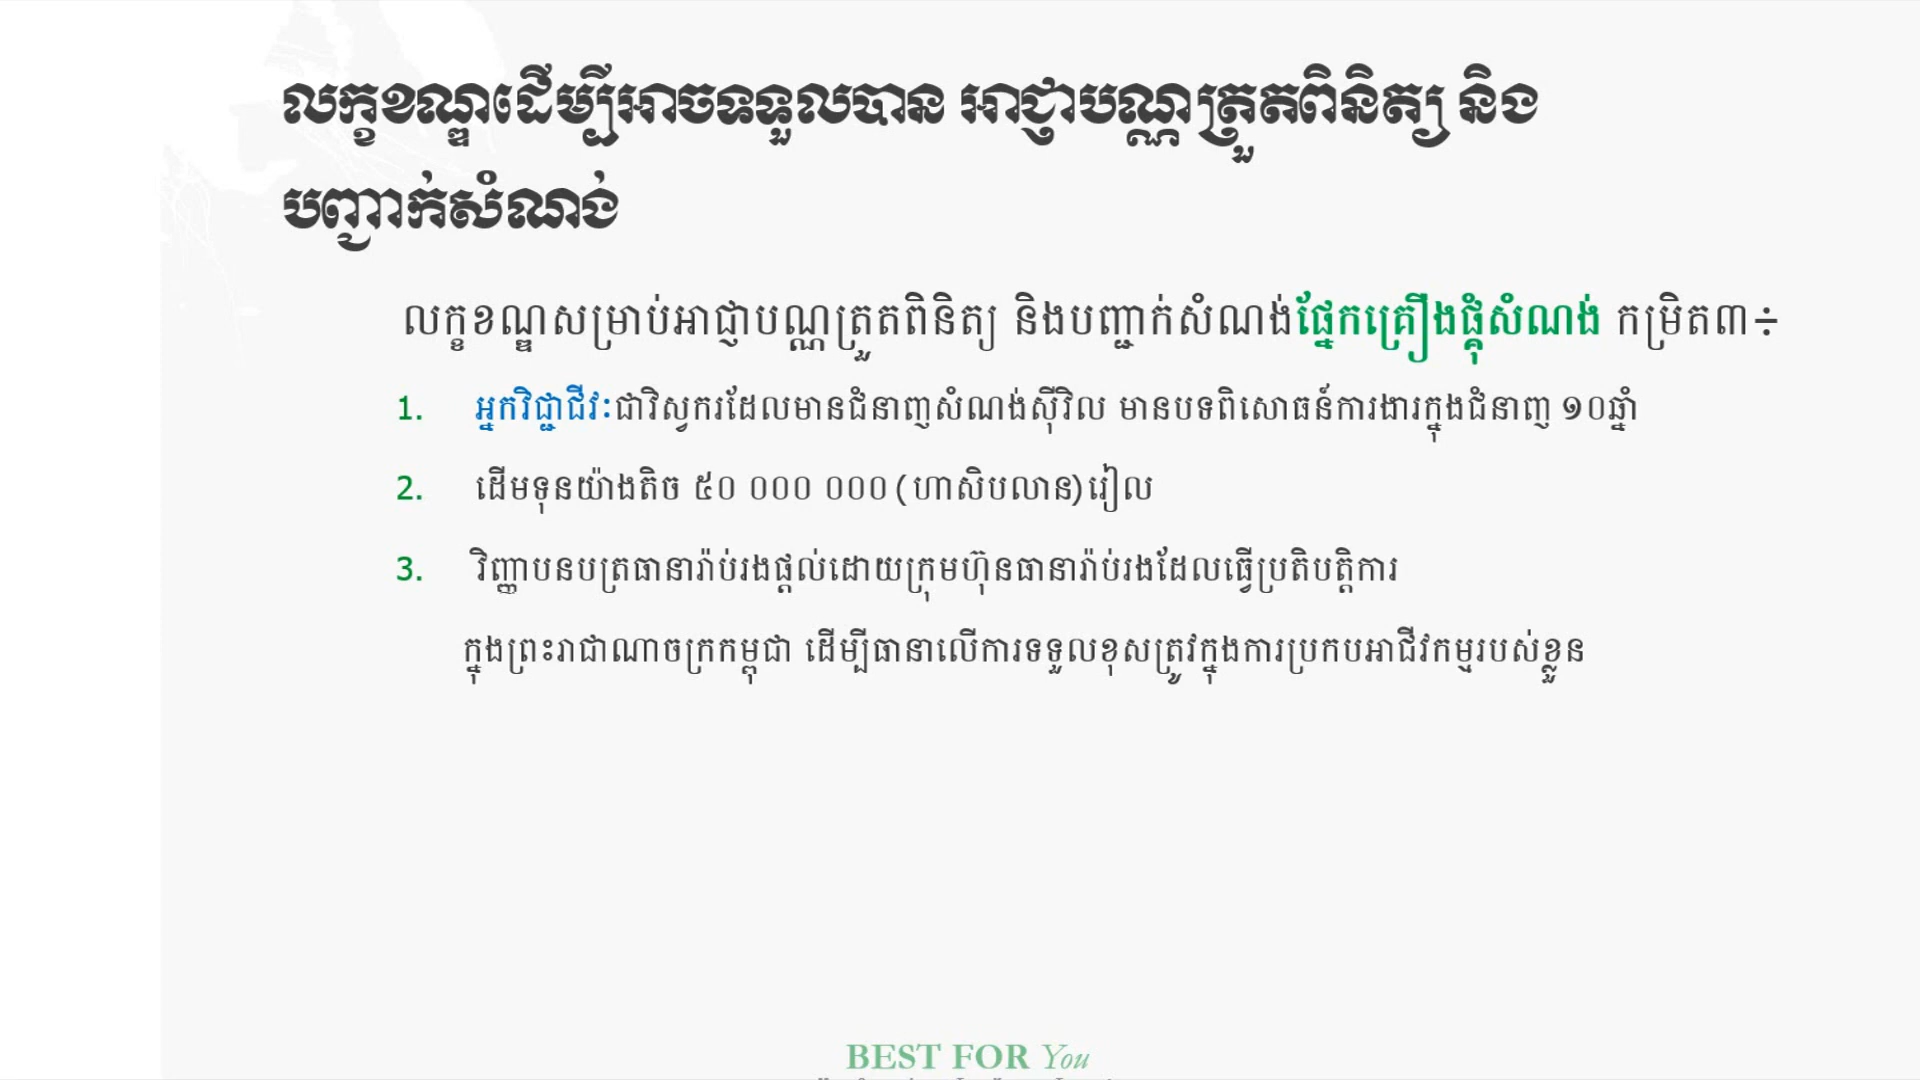 លក្ខខណ្ឌដើម្បីអាចទទួលបាន អាជ្ញាបណ្ណត្រួតពិនិត្យ និង
បញ្ជាក់សំណង់
លក្ខខណ្ឌសម្រាប់អាជ្ញាបណ្ណត្រួតពិនិត្យ និងបញ្ជាក់សំណង់ផ្នែកគ្រឿងផ្គុំសំណង់ កម្រិត៣÷
1. អ្នកវិជ្ជាជីវៈជាវិស្វករដែលមានជំនាញសំណង់ស៊ីវិល មានបទពិសោធន៍ការងារក្នុងជំនាញ ១០ឆ្នាំ
2. ដើមទុនយ៉ាងតិច ៥០ ០០០ ០០០ (ហាសិបលាន) រៀល
3. វិញ្ញាបនបត្រធានារ៉ាប់រងផ្តល់ដោយក្រុមហ៊ុនធានារ៉ាប់រងដែលធ្វើប្រតិបត្តិការ
ក្នុងព្រះរាជាណាចក្រកម្ពុជា ដើម្បីធានាលើការទទួលខុសត្រូវក្នុងការប្រកបអាជីវកម្មរបស់ខ្លួន
BEST FOR You